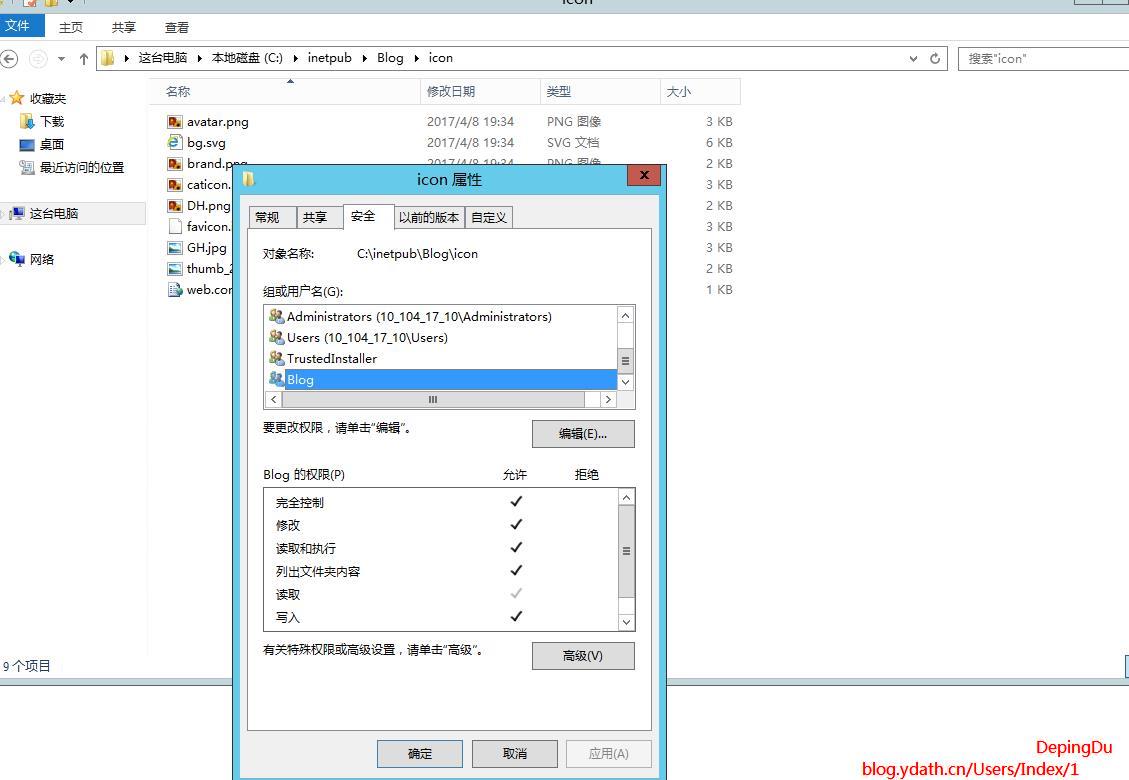 icon
文件 主页 共享 查看
这台电脑 本地磁盘 (C:) inetpub Blog icon 搜索"icon"
名称 修改日期 类型 大小
收藏夹
下载
桌面
最近访问的位置
这台电脑
网络
avatar.png 2017/4/8 19:34 PNG 图像 3 KB
bg.svg 2017/4/8 19:34 SVG 文档 6 KB
brand.png 2017/4/8 19:34 PNG 图像 2 KB
caticon. 3 KB
DH.png 2 KB
favicon. 3 KB
GH.jpg 3 KB
thumb_2 2 KB
web.con 1 KB
icon 属性
常规 共享 安全 以前的版本 自定义
对象名称: C:\inetpub\Blog\icon
组或用户名(G):
Administrators (10_104_17_10\Administrators)
Users (10_104_17_10\Users)
TrustedInstaller
Blog
要更改权限，请单击"编辑"。 编辑(E)...
Blog 的权限(P) 允许 拒绝
完全控制
修改
读取和执行
列出文件夹内容
读取
写入
有关特殊权限或高级设置，请单击"高级"。 高级(V)
确定 取消 应用(A)
9 个项目
DepingDu
blog.ydath.cn/Users/Index/1